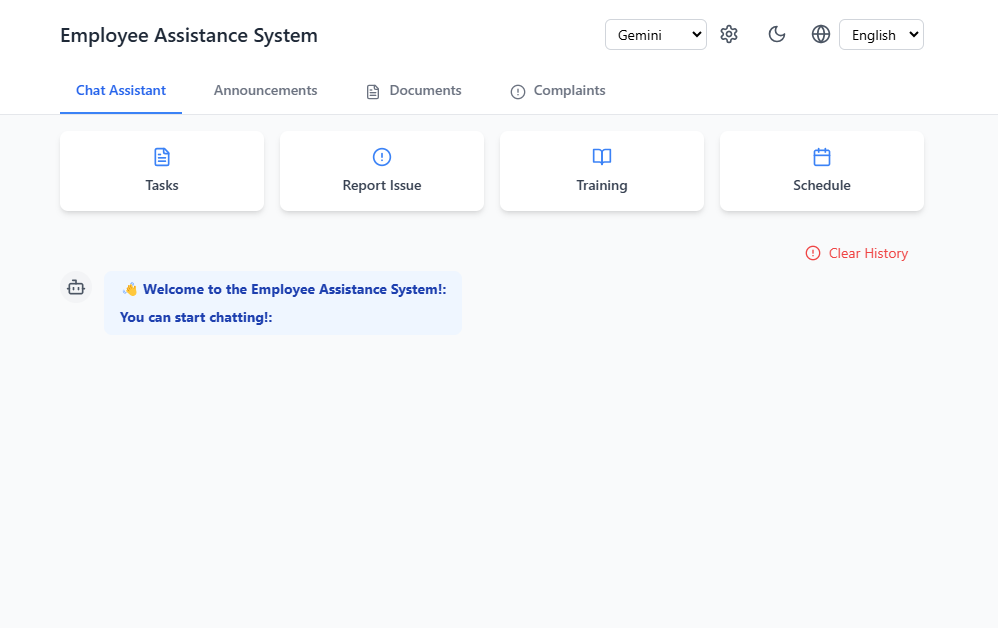 Employee Assistance System
Gemini
English
Chat Assistant
Announcements
Documents
Complaints
Tasks
Report Issue
Training
Schedule
Clear History
👋 Welcome to the Employee Assistance System!:
You can start chatting!: